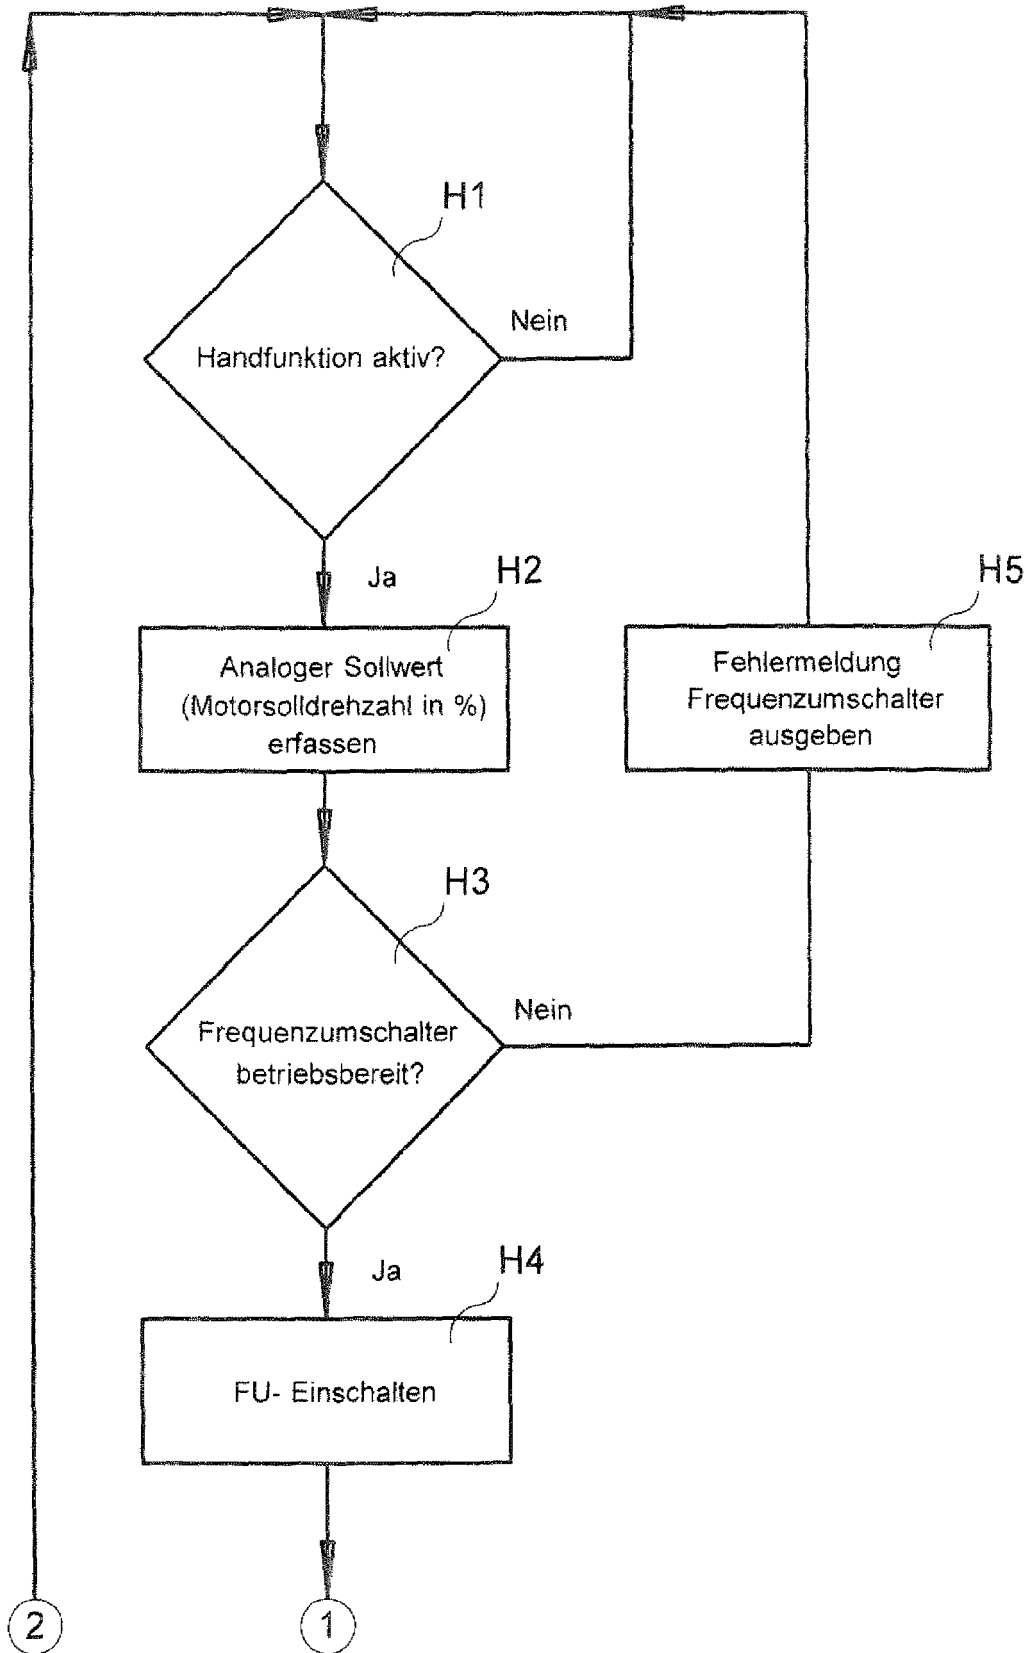 H1
Nein
Handfunktion aktiv?
Ja
H2
H5
Analoger Sollwert
(Motorsolldrehzahl in %)
erfassen
Fehlermeldung
Frequenzumschalter
ausgeben
H3
Nein
Frequenzumschalter
betriebsbereit?
Ja
H4
FU- Einschalten
2
1